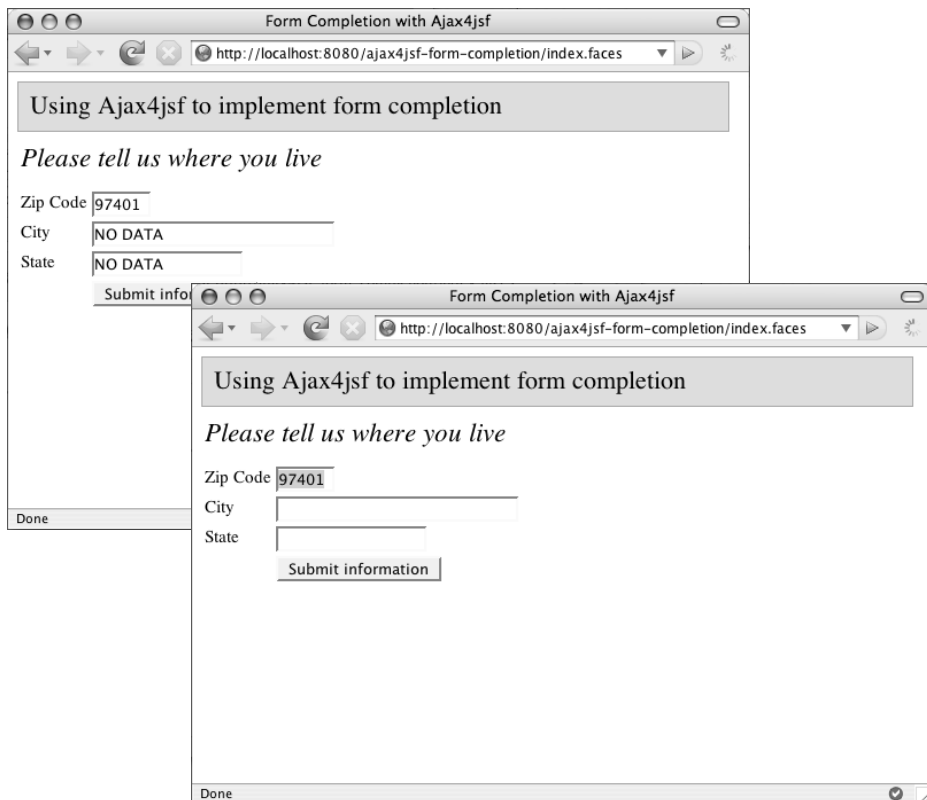 Form Completion with Ajax4jsf
http://localhost:8080/ajax4jsf-form-completion/index.faces
Using Ajax4jsf to implement form completion
Please tell us where you live
Zip Code 97401
City NO DATA
State NO DATA
Submit infor
Done
Form Completion with Ajax4jsf
http://localhost:8080/ajax4jsf-form-completion/index.faces
Using Ajax4jsf to implement form completion
Please tell us where you live
Zip Code 97401
City
State
Submit information
Done